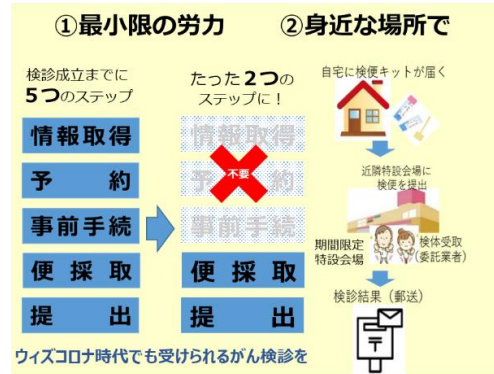 ①最小限の労力
②身近な場所で
検診成立までに
5つのステップ
情報取得
予約
事前手続
便採取
提出
たった2つの
ステップに！
情報取得
予約
不要
事前手続
便採取
提出
自宅に検便キットが届く
近隣特設会場に
検便を提出
期間限定
特設会場
検体受取
（委託業者）
検診結果（郵送）
〒
ウィズコロナ時代でも受けられるがん検診を